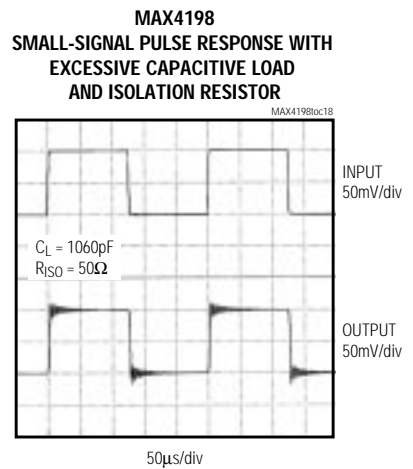 MAX4198
SMALL-SIGNAL PULSE RESPONSE WITH
EXCESSIVE CAPACITIVE LOAD
AND ISOLATION RESISTOR
MAX4198toc18
INPUT
50mV/div
CL = 1060pF
RISO = 50Ω
OUTPUT
50mV/div
50μs/div